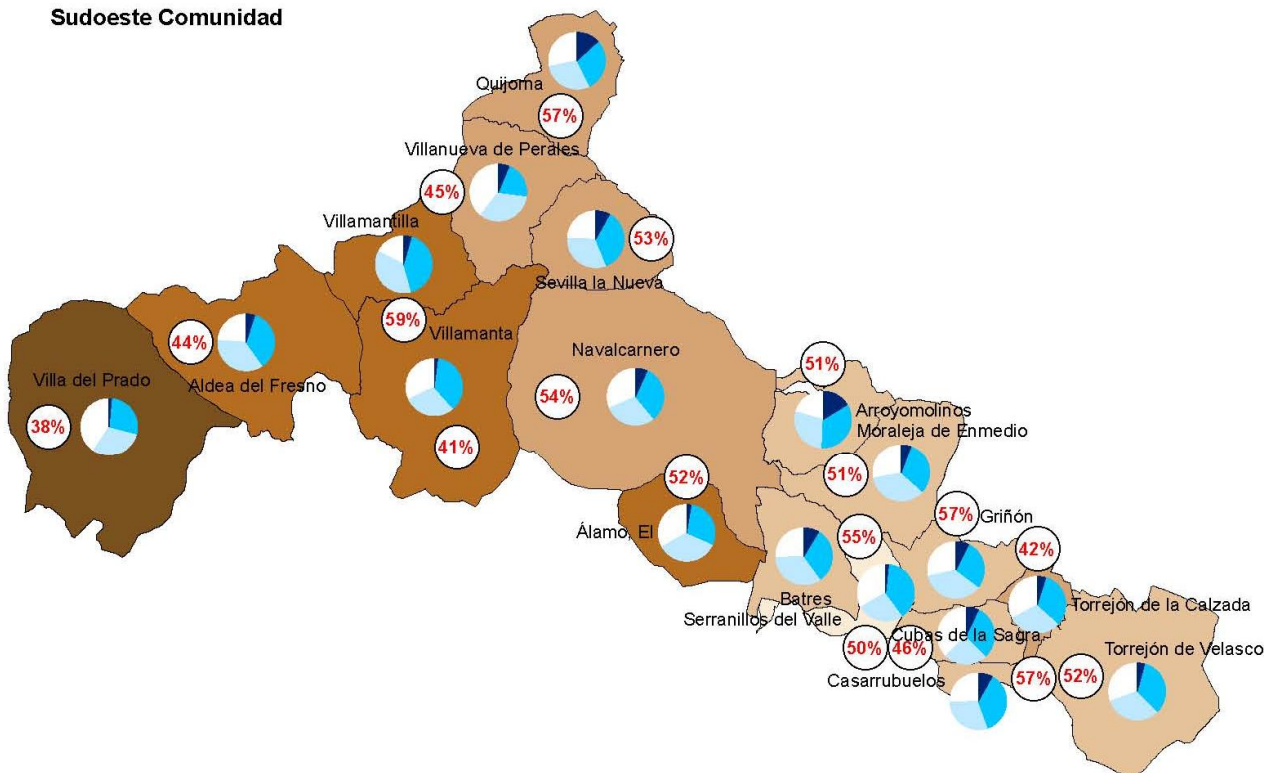 Sudoeste Comunidad
Quijorna
57%
Villanueva de Perales
45%
Villamantilla
53%
Sevilla la Nueva
59%
Villamanta
44%
Aldea del Fresno
Navalcarnero
Villa del Prado
38%
54%
41%
51%
Arroyomolinos
Moraleja de Enmedio
51%
52%
Álamo, El
57%
Griñón
55%
42%
Batres
Serranillos del Valle
Torrejón de la Calzada
Cubas de la Sagra
50%
46%
Torrejón de Velasco
Casarrubuelos
57%
52%